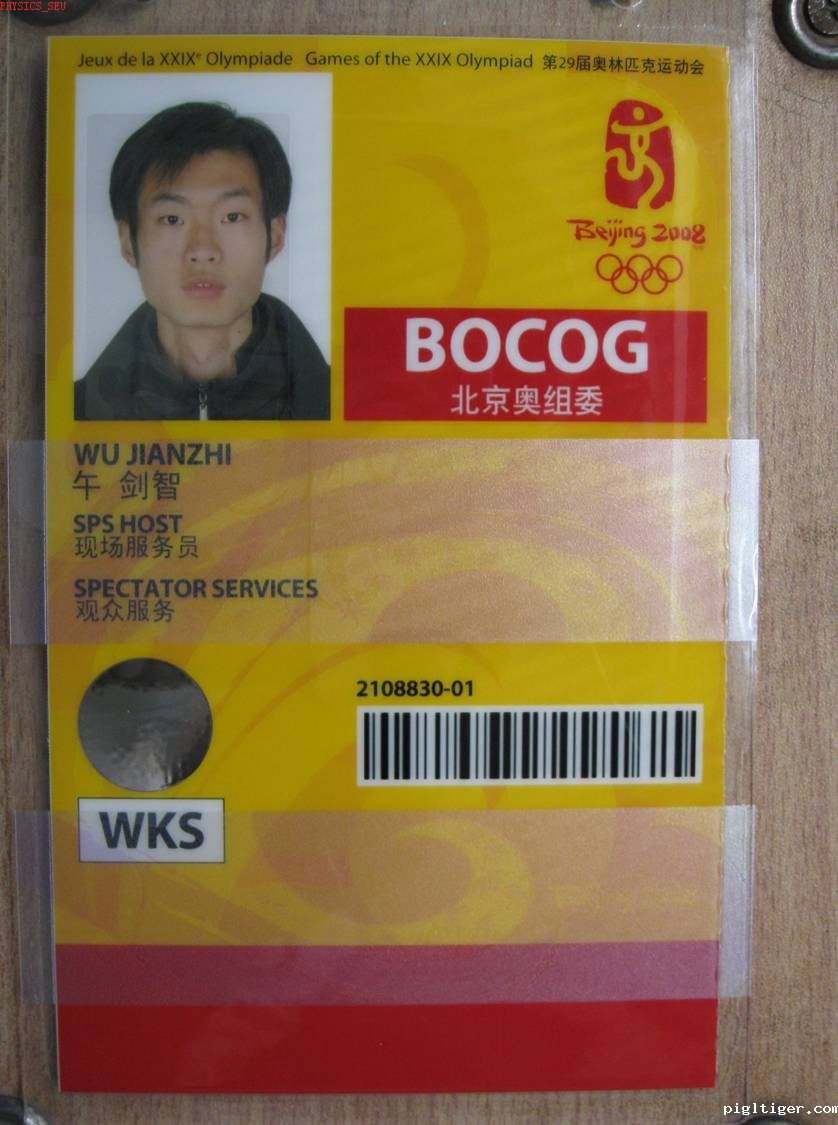 PHYSICS_SEU
Jeux de la XXIXᵉ Olympiade Games of the XXIX Olympiad 第29届奥林匹克运动会
Beijing 2008
BOCOG
北京奥组委
WU JIANZHI
午 剑智
SPS HOST
现场服务员
SPECTATOR SERVICES
观众服务
2108830-01
WKS
pigltiger.com